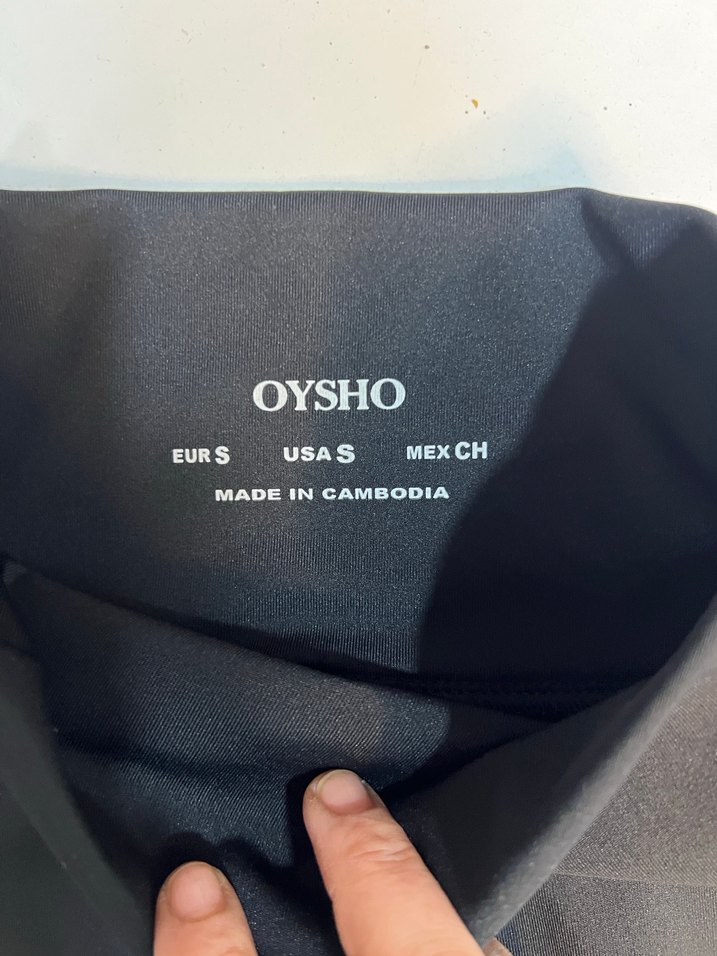 OYSHO
EUR S USA S MEX CH
MADE IN CAMBODIA